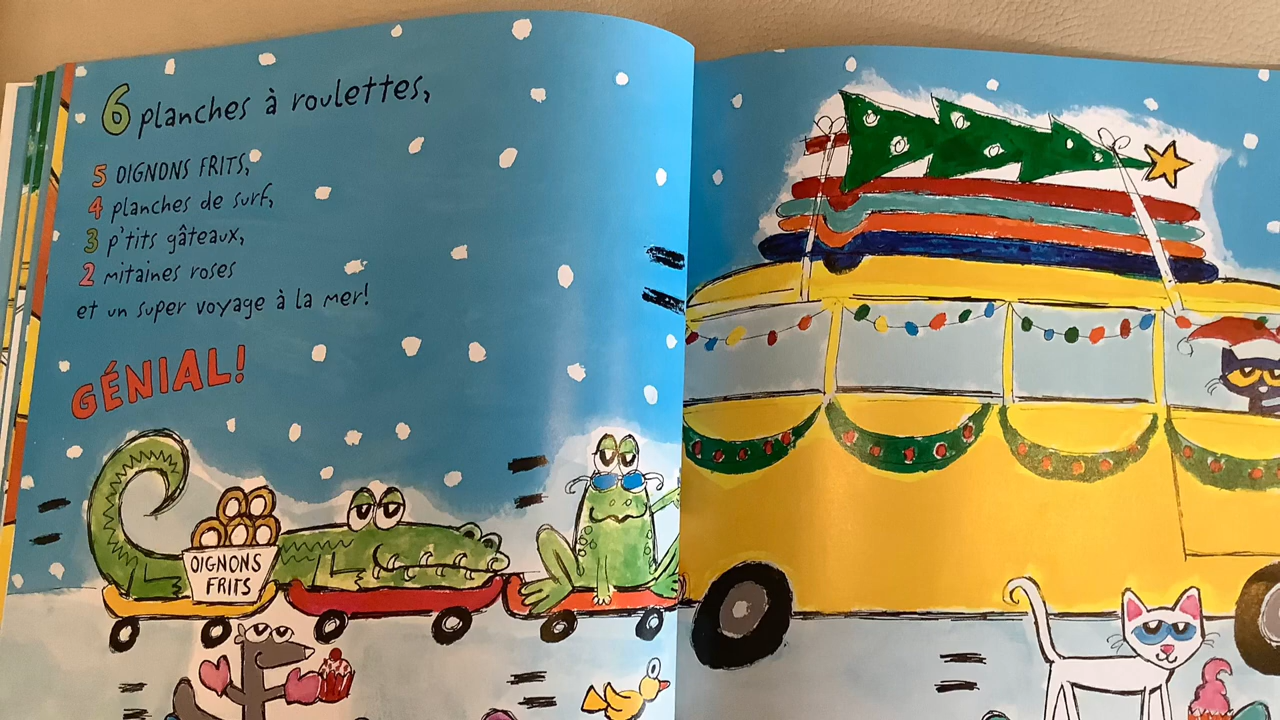 6 planches à roulettes,
5 OIGNONS FRITS,
4 planches de surf,
3 p'tits gâteaux,
2 mitaines roses
et un super voyage à la mer!
GÉNIAL!
OIGNONS
FRITS